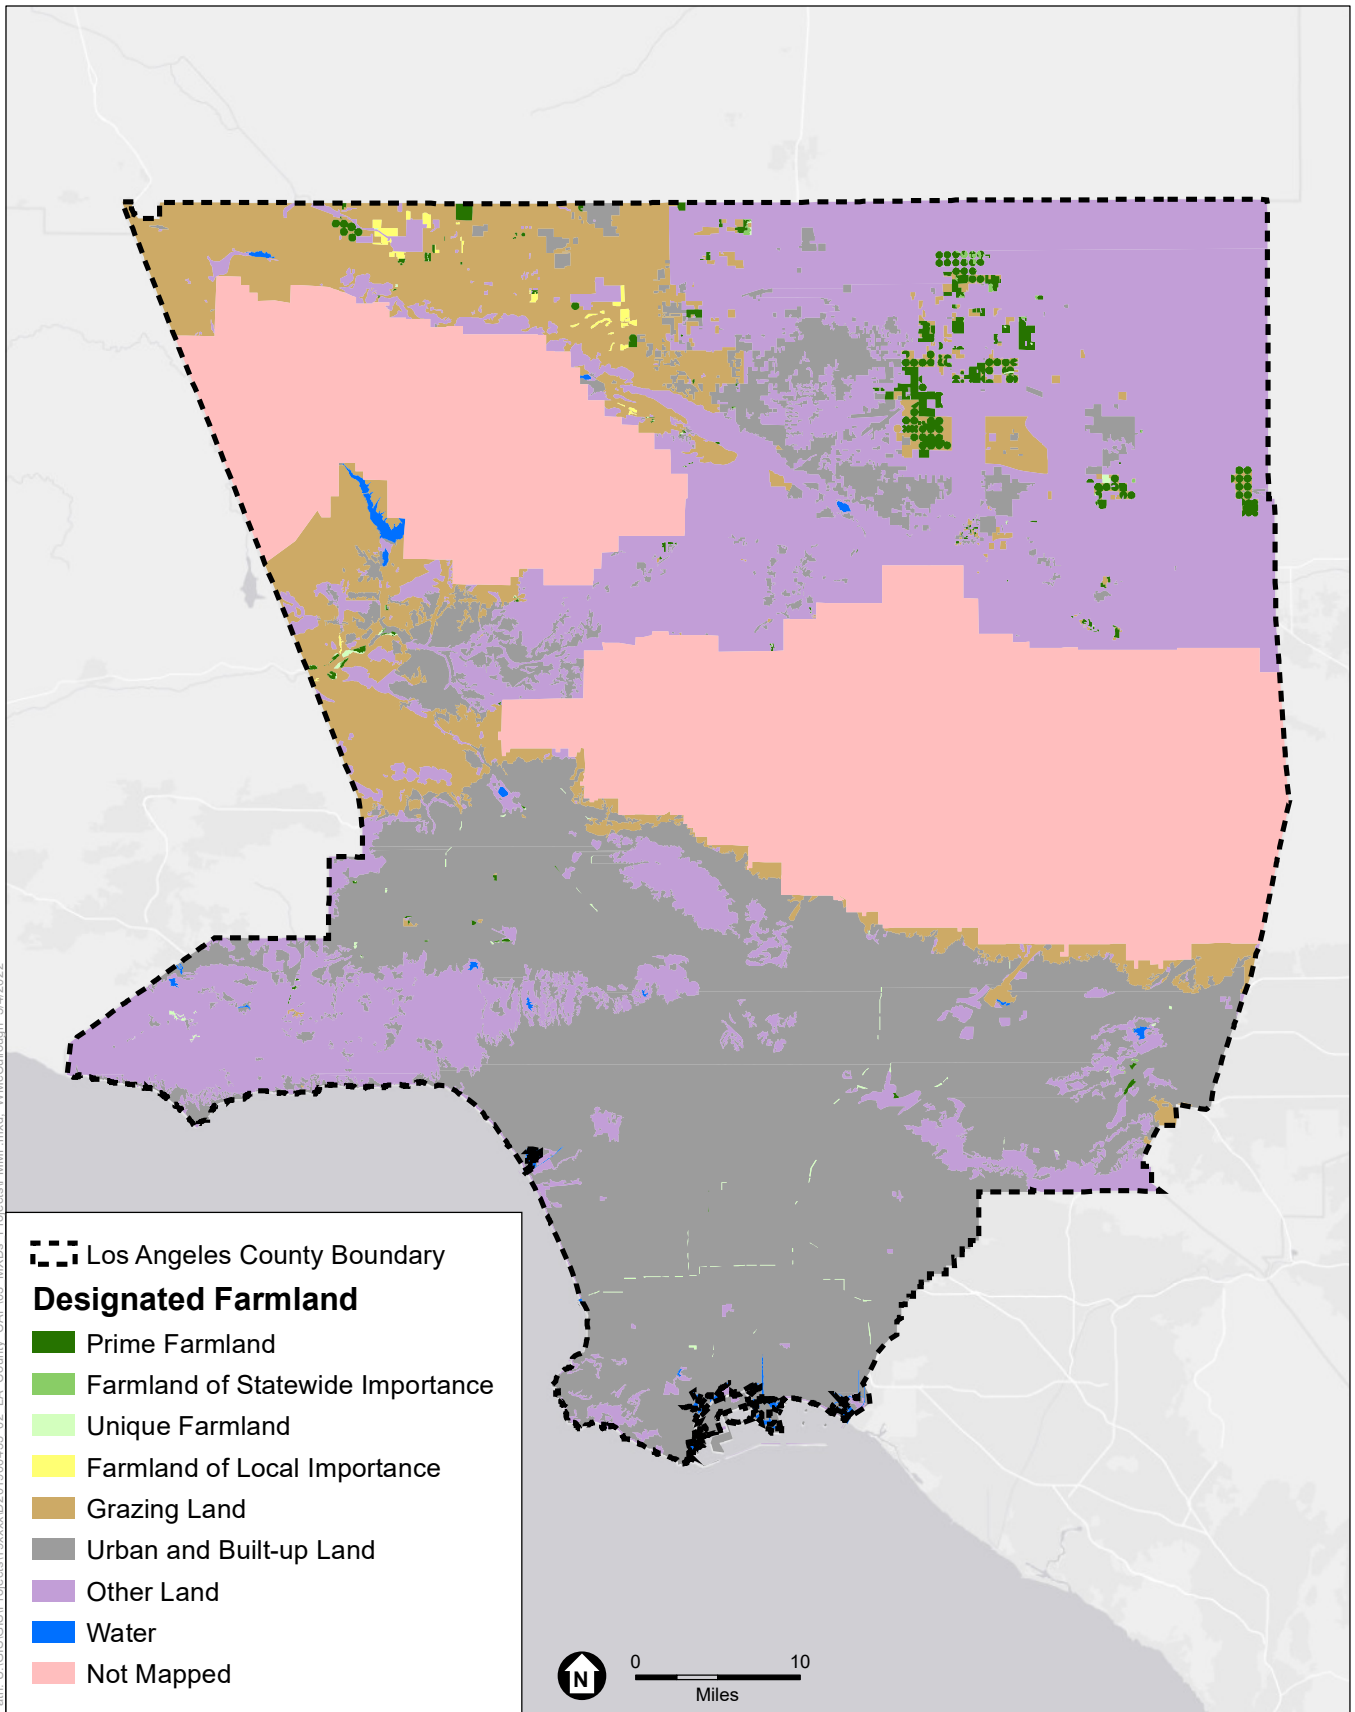 Los Angeles County Boundary
Designated Farmland
Prime Farmland
Farmland of Statewide Importance
Unique Farmland
Farmland of Local Importance
Grazing Land
Urban and Built-up Land
Other Land
Water
Not Mapped
N
0 10
Miles